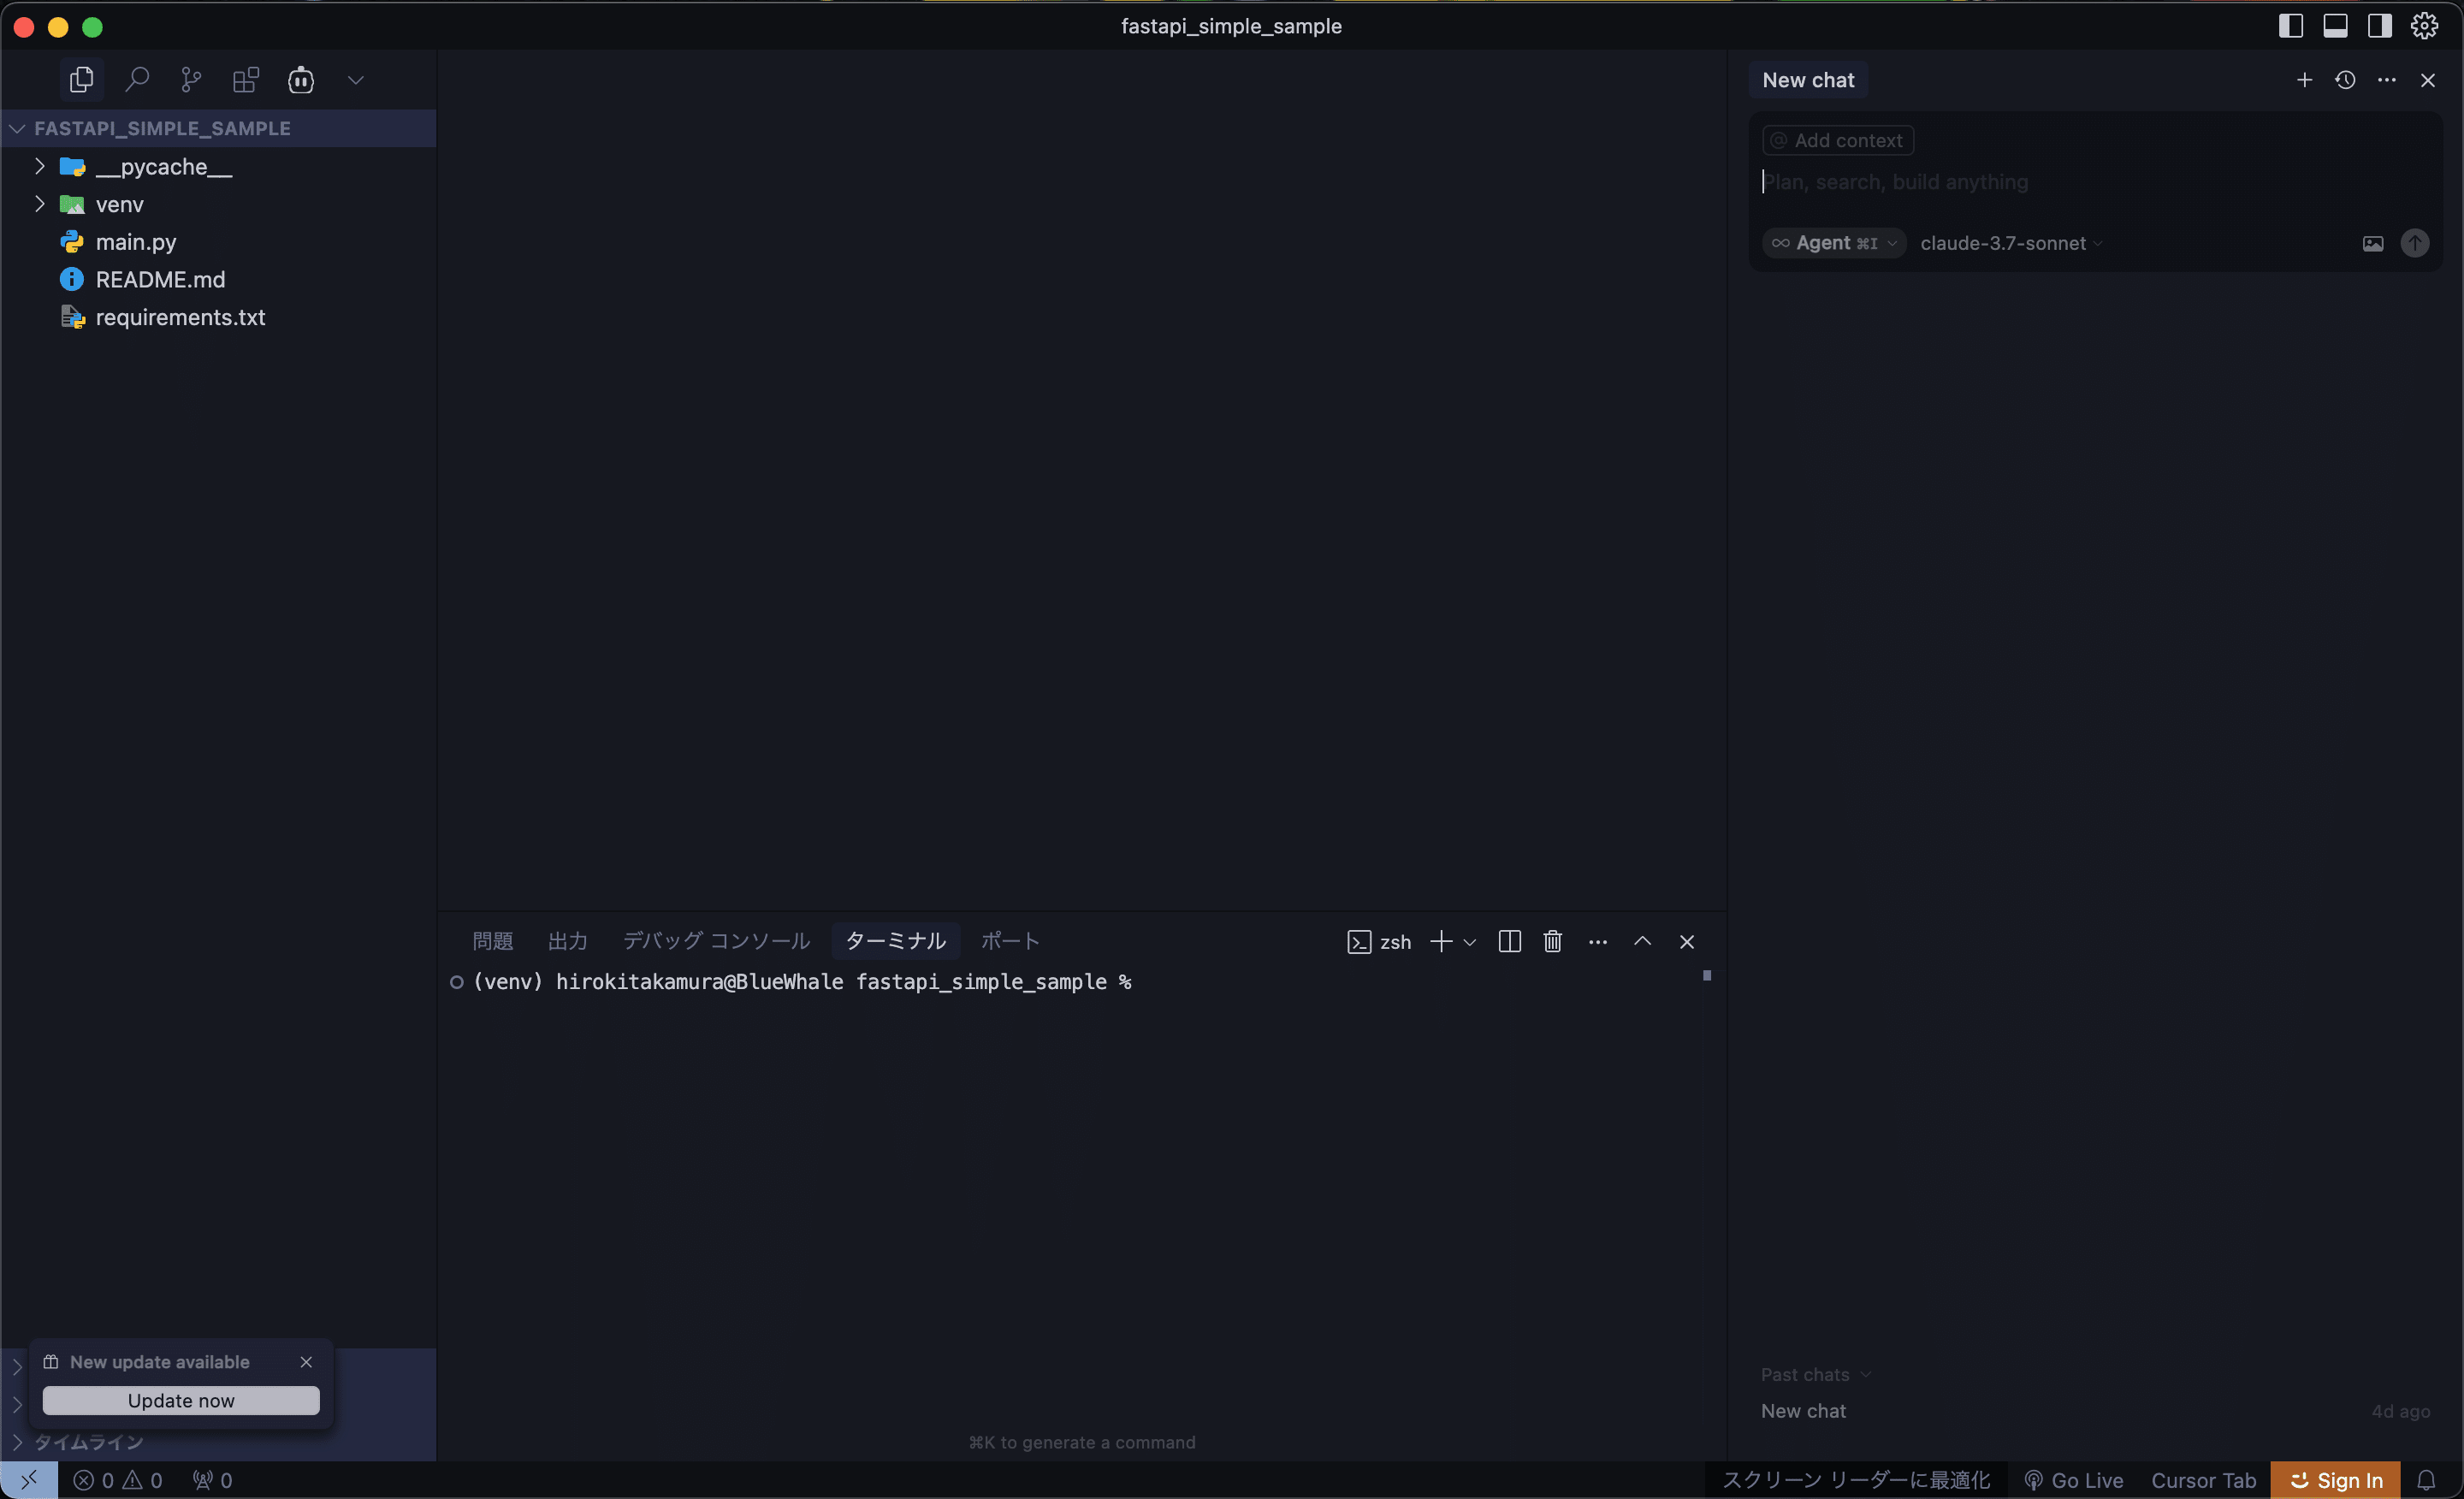 fastapi_simple_sample
FASTAPI_SIMPLE_SAMPLE
__pycache__
venv
main.py
README.md
requirements.txt
New update available
Update now
タイムライン
問題 出力 デバッグ コンソール ターミナル ポート
zsh
(venv) hirokitakamura@BlueWhale fastapi_simple_sample %
⌘K to generate a command
New chat
@ Add context
Plan, search, build anything
Agent ⌘I claude-3.7-sonnet
Past chats
New chat 4d ago
0 0 0
スクリーン リーダーに最適化 Go Live Cursor Tab Sign In